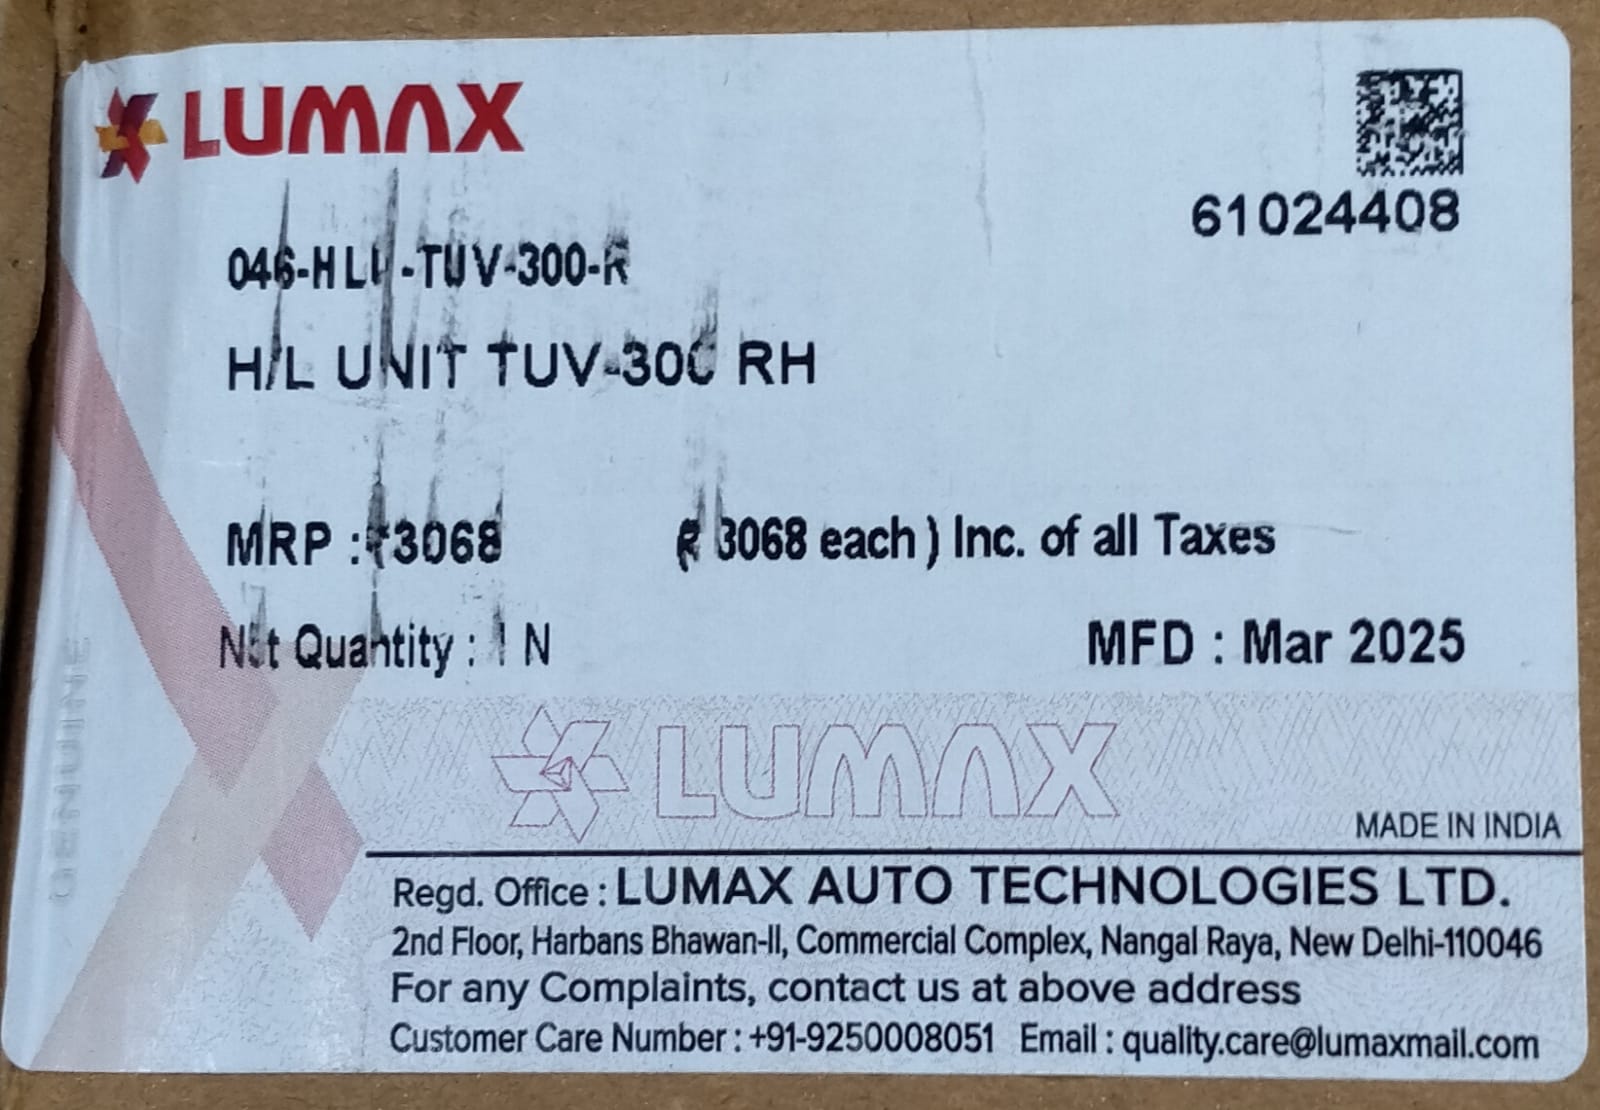 LUMAX
61024408
046-HLU-TUV-300-R
H/L UNIT TUV-300 RH
MRP : ₹3068 (₹ 3068 each ) Inc. of all Taxes
Net Quantity : 1 N MFD : Mar 2025
GENUINE
LUMAX
MADE IN INDIA
Regd. Office : LUMAX AUTO TECHNOLOGIES LTD.
2nd Floor, Harbans Bhawan-II, Commercial Complex, Nangal Raya, New Delhi-110046
For any Complaints, contact us at above address
Customer Care Number : +91-9250008051 Email : quality.care@lumaxmail.com